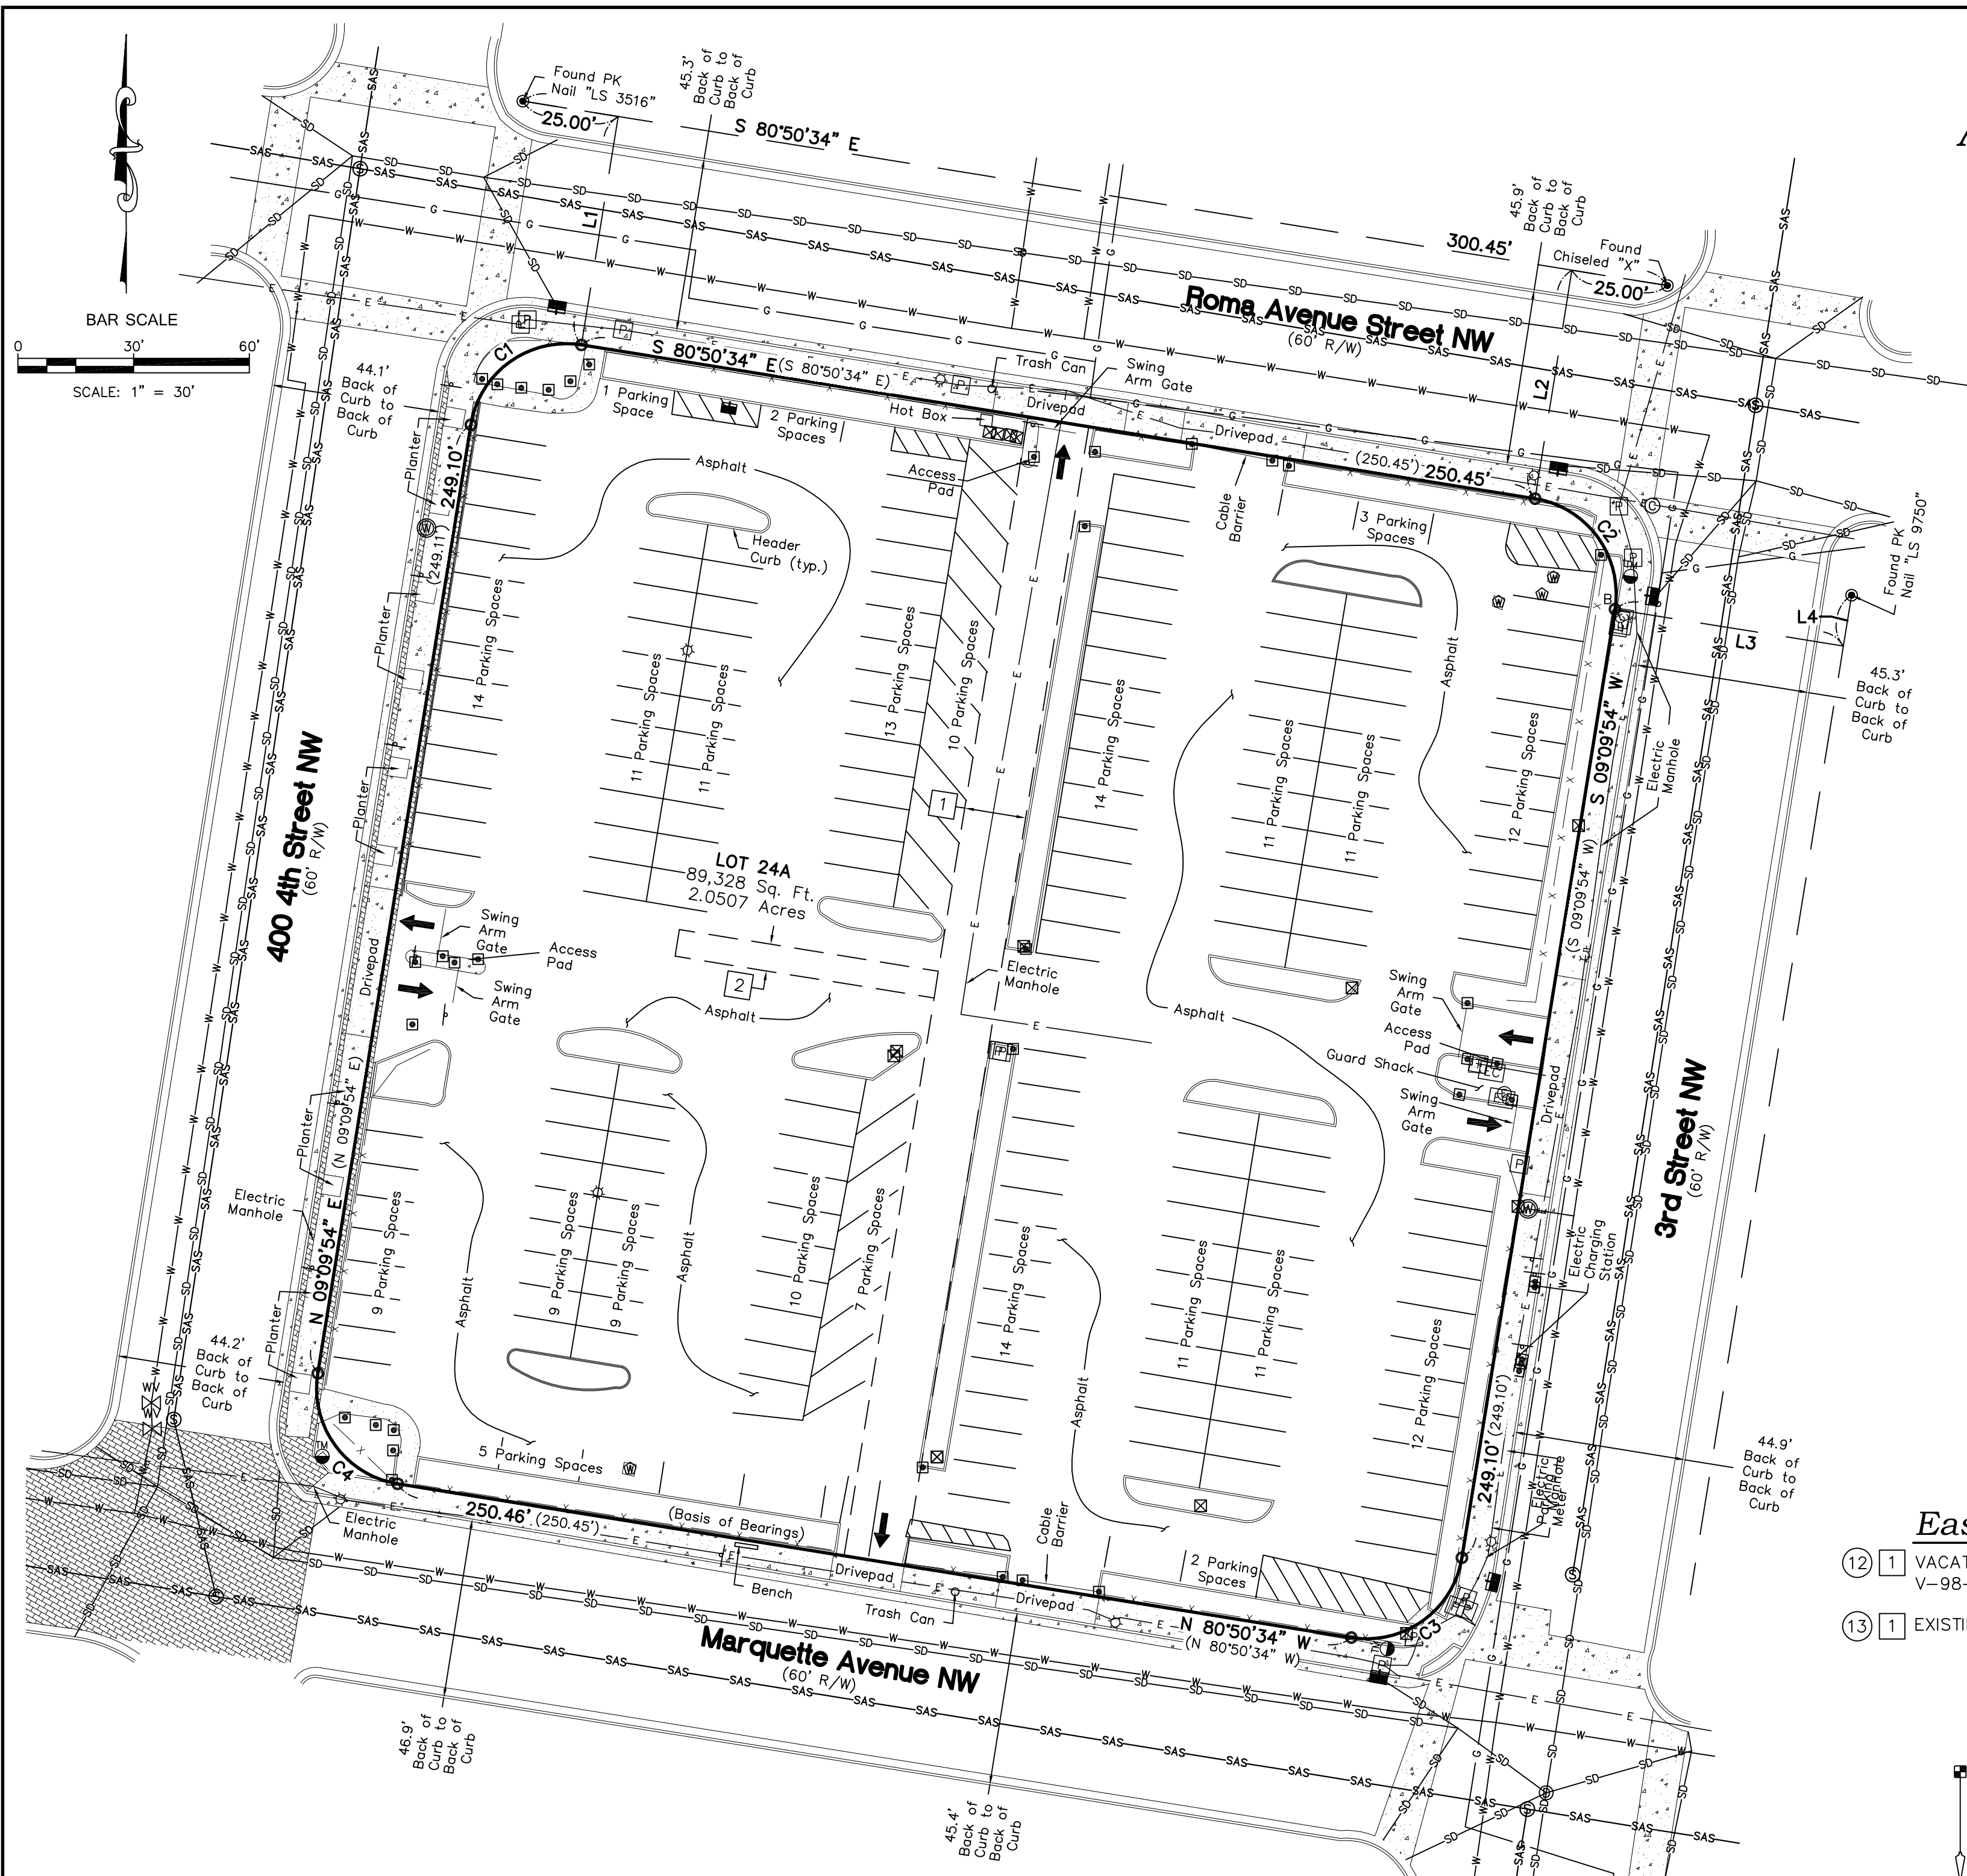 Found PK
Nail "LS 3516"
25.00'
45.3'
Back of
Curb to
Back of
Curb
S 80°50'34" E
BAR SCALE
0 30' 60'
SCALE: 1" = 30'
L1
45.9'
Back of
Curb to
Back of
Curb
300.45'
Found
Chiseled "X"
25.00'
Roma Avenue Street NW
(60' R/W)
L2
44.1'
Back of
Curb to
Back of
Curb
C1
S 80°50'34" E (S 80°50'34" E)
1 Parking
Space
2 Parking
Spaces
Hot Box
Trash Can
Swing
Arm Gate
Drivepad
Drivepad
Access
Pad
Cable
Barrier
(250.45') 250.45'
3 Parking
Spaces
C2
Found PK
Nail "LS 9750"
L4
L3
45.3'
Back of
Curb to
Back of
Curb
Planter
249.10'
(249.11')
Asphalt
Header
Curb (typ.)
Planter
14 Parking Spaces
11 Parking Spaces
11 Parking Spaces
13 Parking Spaces
10 Parking Spaces
14 Parking Spaces
11 Parking Spaces
11 Parking Spaces
Asphalt
12 Parking Spaces
S 09°09'54" W
(S 09°09'54" W)
Electric
Manhole
Planter
Planter
1
400 4th Street NW
(60' R/W)
LOT 24A
89,328 Sq. Ft.
2.0507 Acres
2
Drivepad
Swing
Arm
Gate
Access
Pad
Swing
Arm
Gate
Asphalt
Electric
Manhole
Asphalt
Swing
Arm
Gate
Access
Pad
Guard Shack
Swing
Arm
Gate
Drivepad
3rd Street NW
(60' R/W)
Planter
(N 09°09'54" E)
N 09°09'54" E
Electric
Manhole
Planter
9 Parking Spaces
Asphalt
9 Parking Spaces
9 Parking Spaces
Asphalt
10 Parking Spaces
7 Parking Spaces
14 Parking Spaces
Asphalt
11 Parking Spaces
11 Parking Spaces
12 Parking Spaces
Electric
Charging
Station
249.10' (249.10')
44.9'
Back of
Curb to
Back of
Curb
44.2'
Back of
Curb to
Back of
Curb
WV
WV
TM
C4
5 Parking Spaces
Electric
Manhole
250.46' (250.45')
(Basis of Bearings)
Bench
Drivepad
Trash Can
Cable
Barrier
Drivepad
2 Parking
Spaces
N 80°50'34" W
(N 80°50'34" W)
C3
Electric
Manhole
Parking
Meter
Marquette Avenue NW
(60' R/W)
46.9'
Back of
Curb to
Back of
Curb
45.4'
Back of
Curb to
Back of
Curb
12 1 VACAT
V-98-
13 1 EXISTI